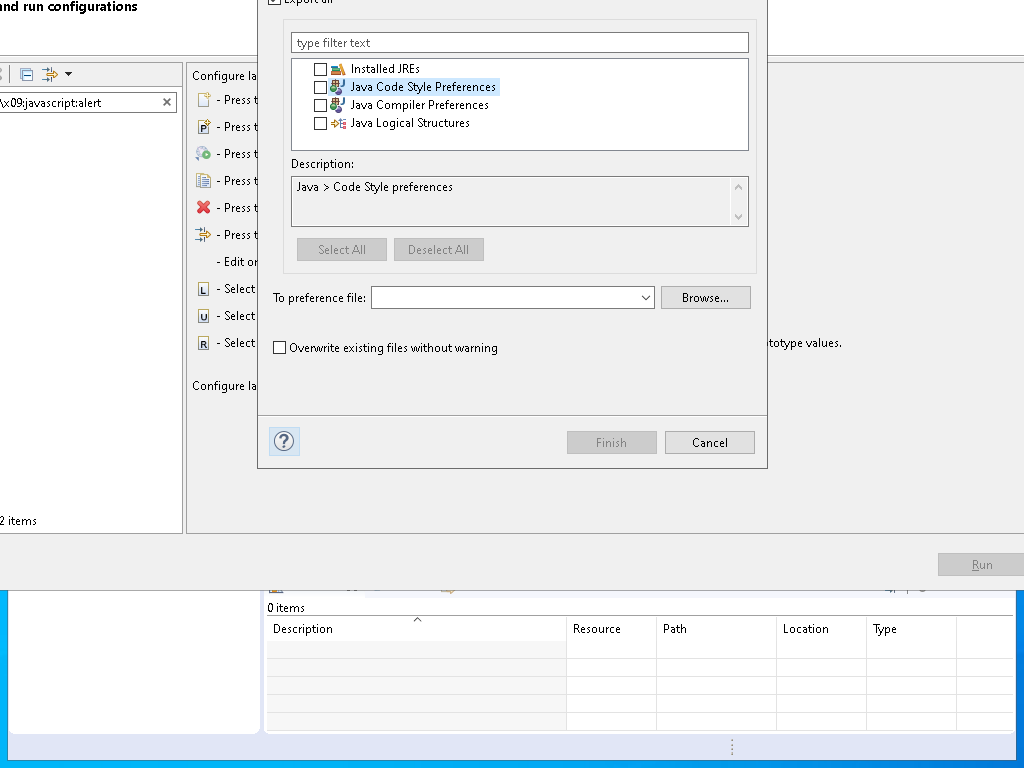 and run configurations
Export all
type filter text
Installed JREs
Java Code Style Preferences
Java Compiler Preferences
Java Logical Structures
Description:
Java > Code Style preferences
Select All
Deselect All
To preference file:
Browse...
Overwrite existing files without warning
Finish
Cancel
\x09:javascript:alert
2 items
Configure la
- Press t
- Press t
- Press t
- Press t
- Press t
- Press t
- Edit or
- Select
- Select
- Select
totype values.
Configure la
Run
0 items
Description
Resource
Path
Location
Type